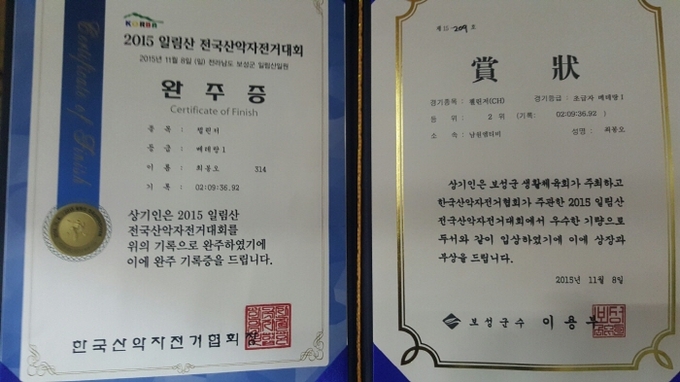 KORBA
2015 일림산 전국산악자전거대회
2015년 11월 8일 (일) 전라남도 보성군 일림산일원
완주증
Certificate of Finish
종 목 : 챌린저
등 급 : 베테랑1
이 름 : 최봉오 314
기 록 : 02:09:36.92
상기인은 2015 일림산
전국산악자전거대회를
위의 기록으로 완주하였기에
이에 완주 기록증을 드립니다.
한국산악자전거협회장
Certificate of Finish
제 15-209 호
賞 狀
경기종목 : 챌린저(CH) 경기등급 : 초급자 베테랑1
등 위 : 2 위 (기록: 02:09:36.92)
소 속 : 남원엠티비 성명 : 최봉오
상기인은 보성군 생활체육회가 주최하고
한국산악자전거협회가 주관한 2015 일림산
전국산악자전거대회에서 우수한 기량으로
두서와 같이 입상하였기에 이에 상장과
부상을 드립니다.
2015년 11월 8일
보성군수 이용부